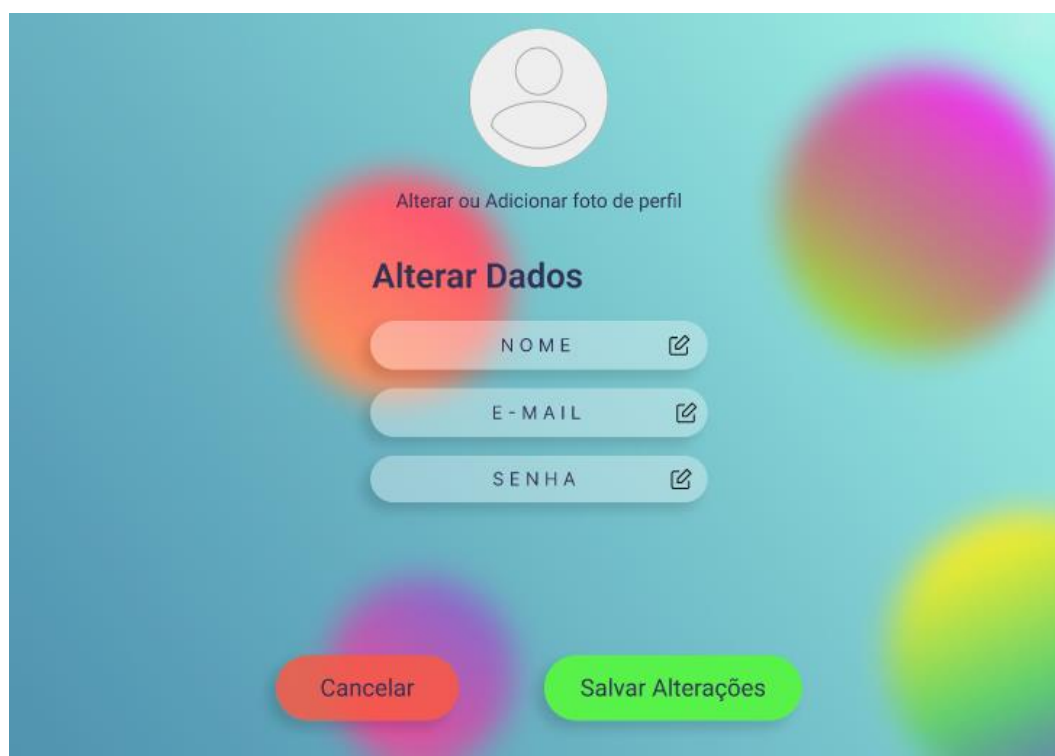 Alterar ou Adicionar foto de perfil
Alterar Dados
NOME
E-MAIL
SENHA
Cancelar
Salvar Alterações